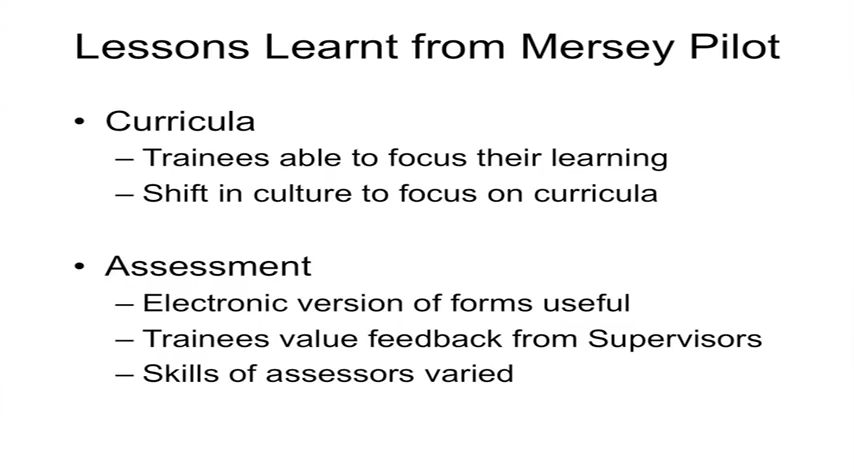 Lessons Learnt from Mersey Pilot
• Curricula
– Trainees able to focus their learning
– Shift in culture to focus on curricula
• Assessment
– Electronic version of forms useful
– Trainees value feedback from Supervisors
– Skills of assessors varied